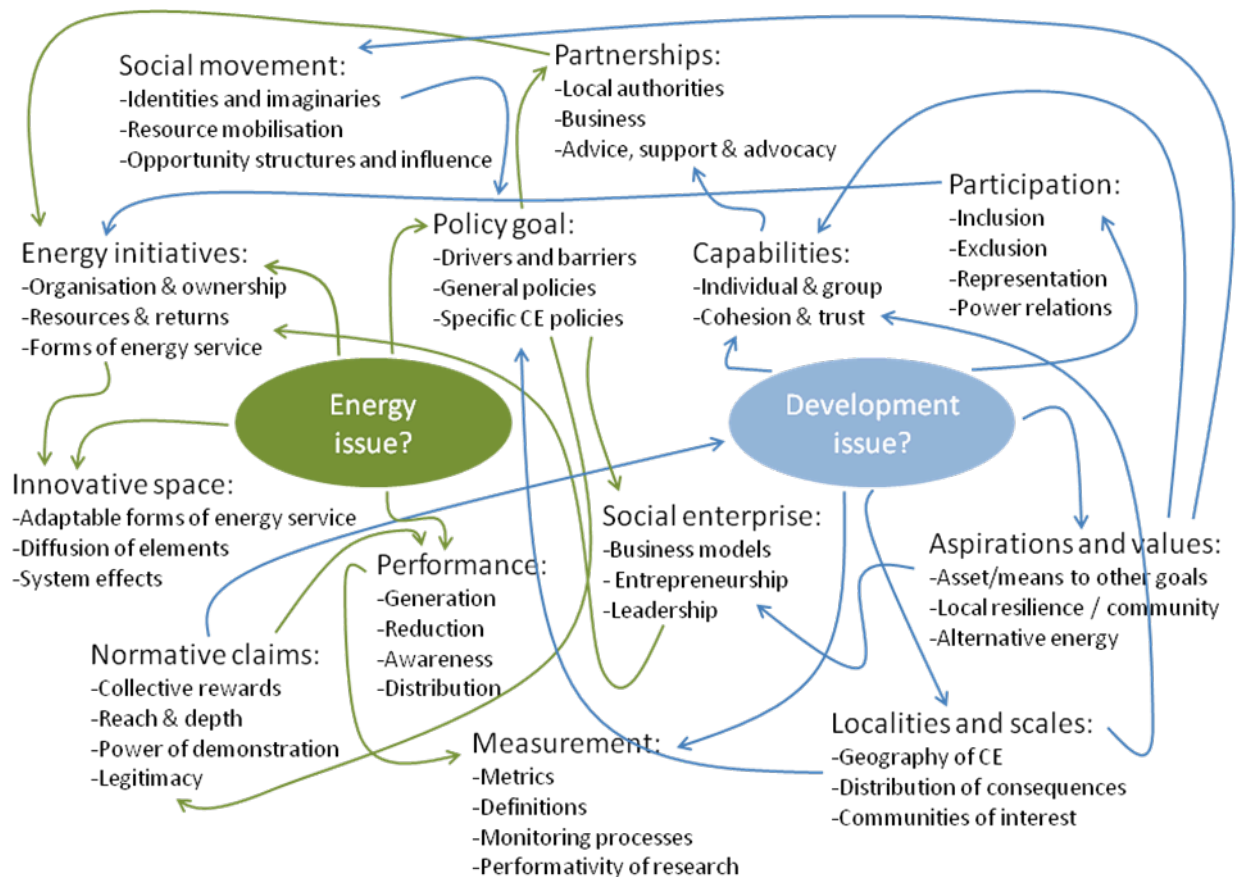 Social movement:
-Identities and imaginaries
-Resource mobilisation
-Opportunity structures and influence
Partnerships:
-Local authorities
-Business
-Advice, support & advocacy
Participation:
-Inclusion
-Exclusion
-Representation
-Power relations
Energy initiatives:
-Organisation & ownership
-Resources & returns
-Forms of energy service
Policy goal:
-Drivers and barriers
-General policies
-Specific CE policies
Capabilities:
-Individual & group
-Cohesion & trust
Energy
issue?
Development
issue?
Innovative space:
-Adaptable forms of energy service
-Diffusion of elements
-System effects
Performance:
-Generation
-Reduction
-Awareness
-Distribution
Social enterprise:
-Business models
-Entrepreneurship
-Leadership
Aspirations and values:
-Asset/means to other goals
-Local resilience / community
-Alternative energy
Normative claims:
-Collective rewards
-Reach & depth
-Power of demonstration
-Legitimacy
Measurement:
-Metrics
-Definitions
-Monitoring processes
-Performativity of research
Localities and scales:
-Geography of CE
-Distribution of consequences
-Communities of interest